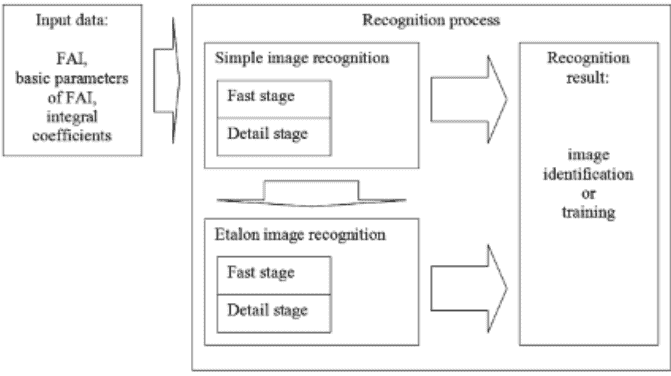 Input data:
FAI,
basic parameters
of FAI,
integral
coefficients
Recognition process
Simple image recognition
Fast stage
Detail stage
Etalon image recognition
Fast stage
Detail stage
Recognition
result:
image
identification
or
training